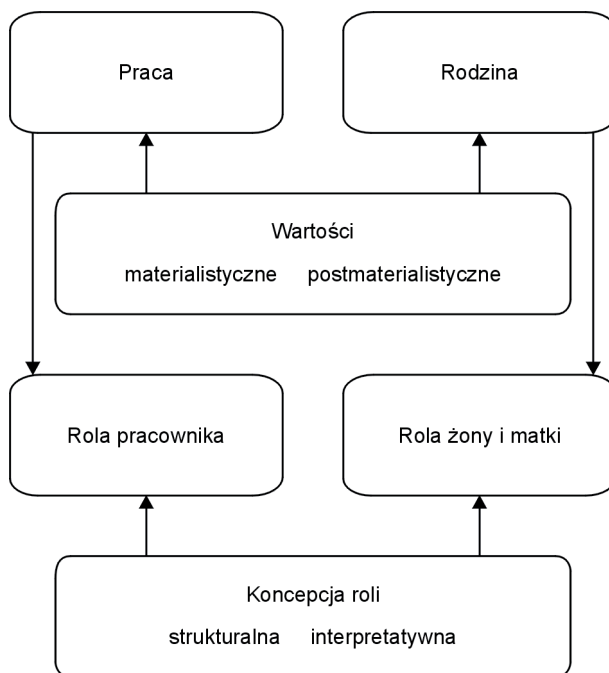 Praca
Rodzina
Wartości
materialistyczne postmaterialistyczne
Rola pracownika
Rola żony i matki
Koncepcja roli
strukturalna interpretatywna